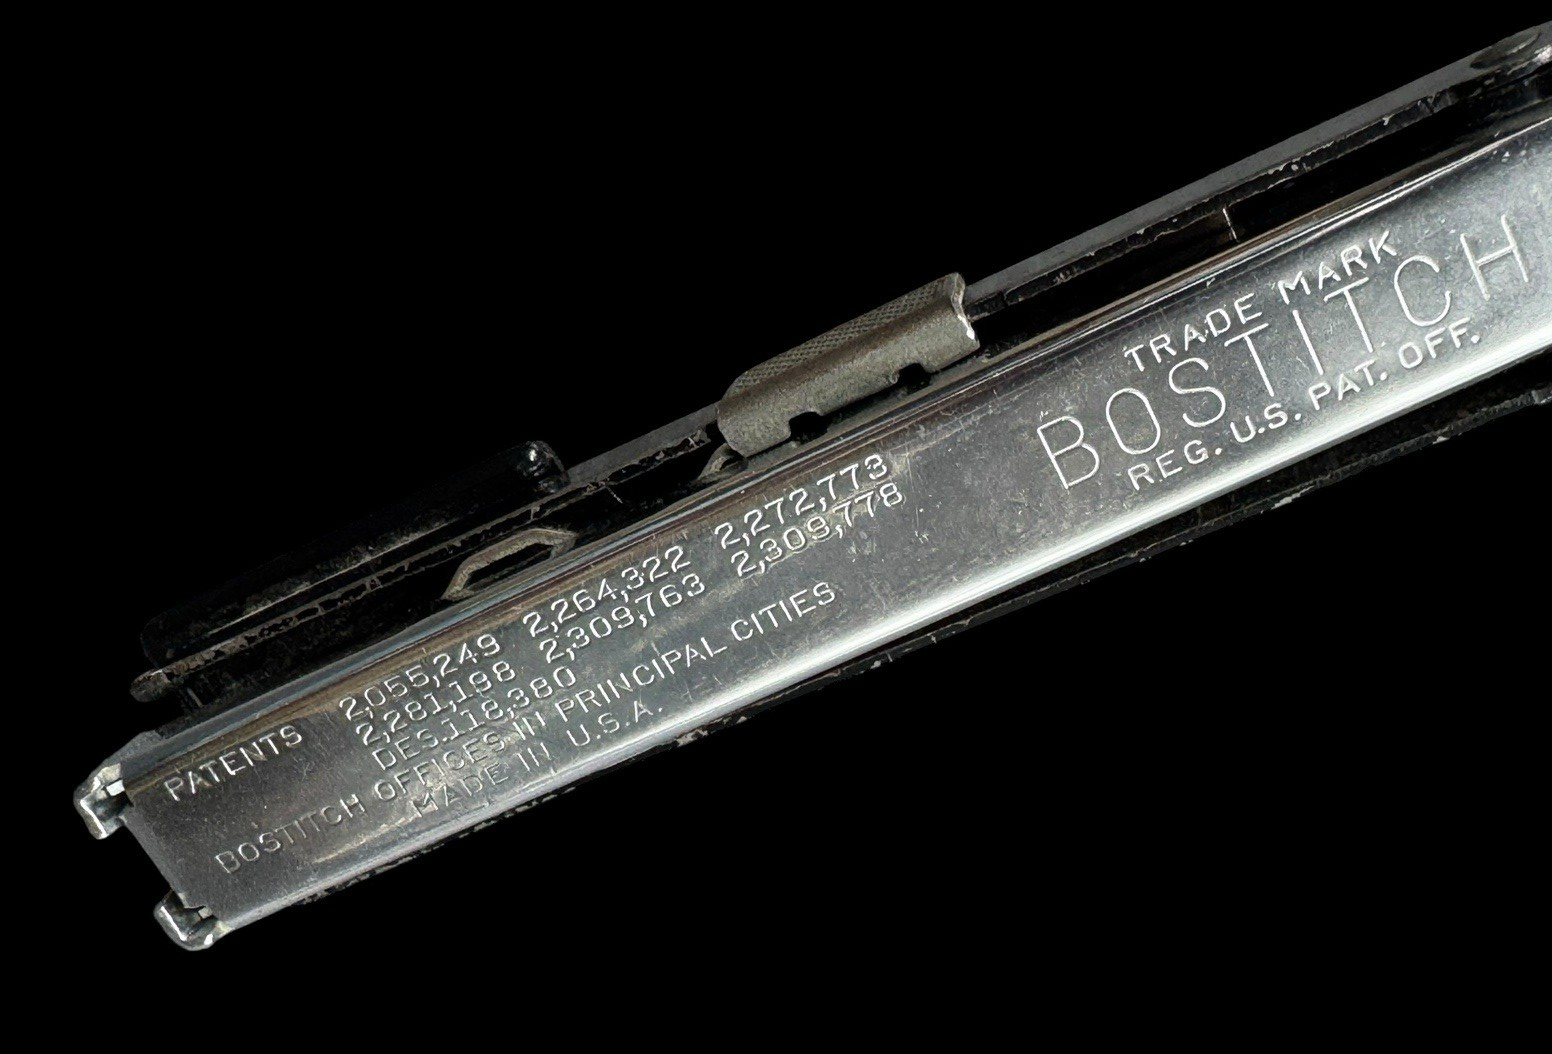 TRADE MARK
BOSTITCH
REG. U.S. PAT. OFF.
PATENTS 2,055,249 2,264,322 2,272,773
2,281,198 2,309,763 2,309,778
DES.118,380
BOSTITCH OFFICES IN PRINCIPAL CITIES
MADE IN U.S.A.